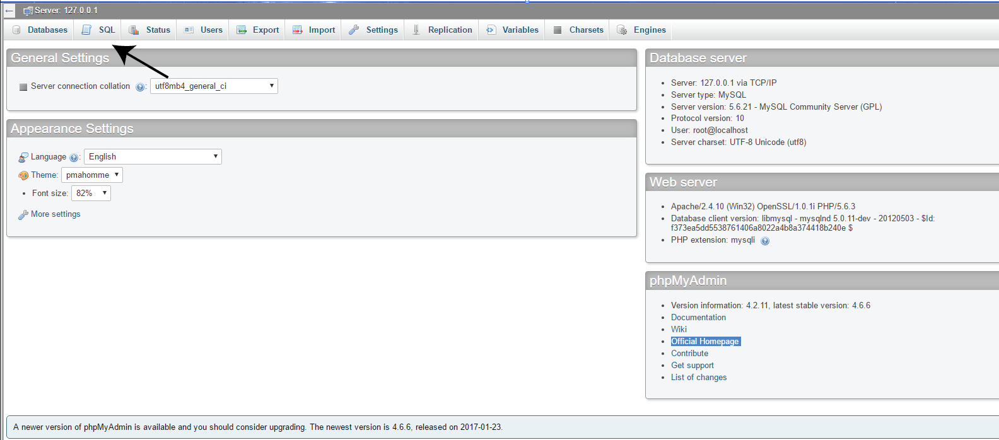 Server: 127.0.0.1
Databases SQL Status Users Export Import Settings Replication Variables Charsets Engines
General Settings
Server connection collation : utf8mb4_general_ci
Appearance Settings
Language : English
Theme: pmahomme
• Font size: 82%
More settings
Database server
• Server: 127.0.0.1 via TCP/IP
• Server type: MySQL
• Server version: 5.6.21 - MySQL Community Server (GPL)
• Protocol version: 10
• User: root@localhost
• Server charset: UTF-8 Unicode (utf8)
Web server
• Apache/2.4.10 (Win32) OpenSSL/1.0.1i PHP/5.6.3
• Database client version: libmysql - mysqlnd 5.0.11-dev - 20120503 - $Id:
f373ea5dd5538761406a8022a4b8a374418b240e $
• PHP extension: mysqli
phpMyAdmin
• Version information: 4.2.11, latest stable version: 4.6.6
• Documentation
• Wiki
• Official Homepage
• Contribute
• Get support
• List of changes
A newer version of phpMyAdmin is available and you should consider upgrading. The newest version is 4.6.6, released on 2017-01-23.